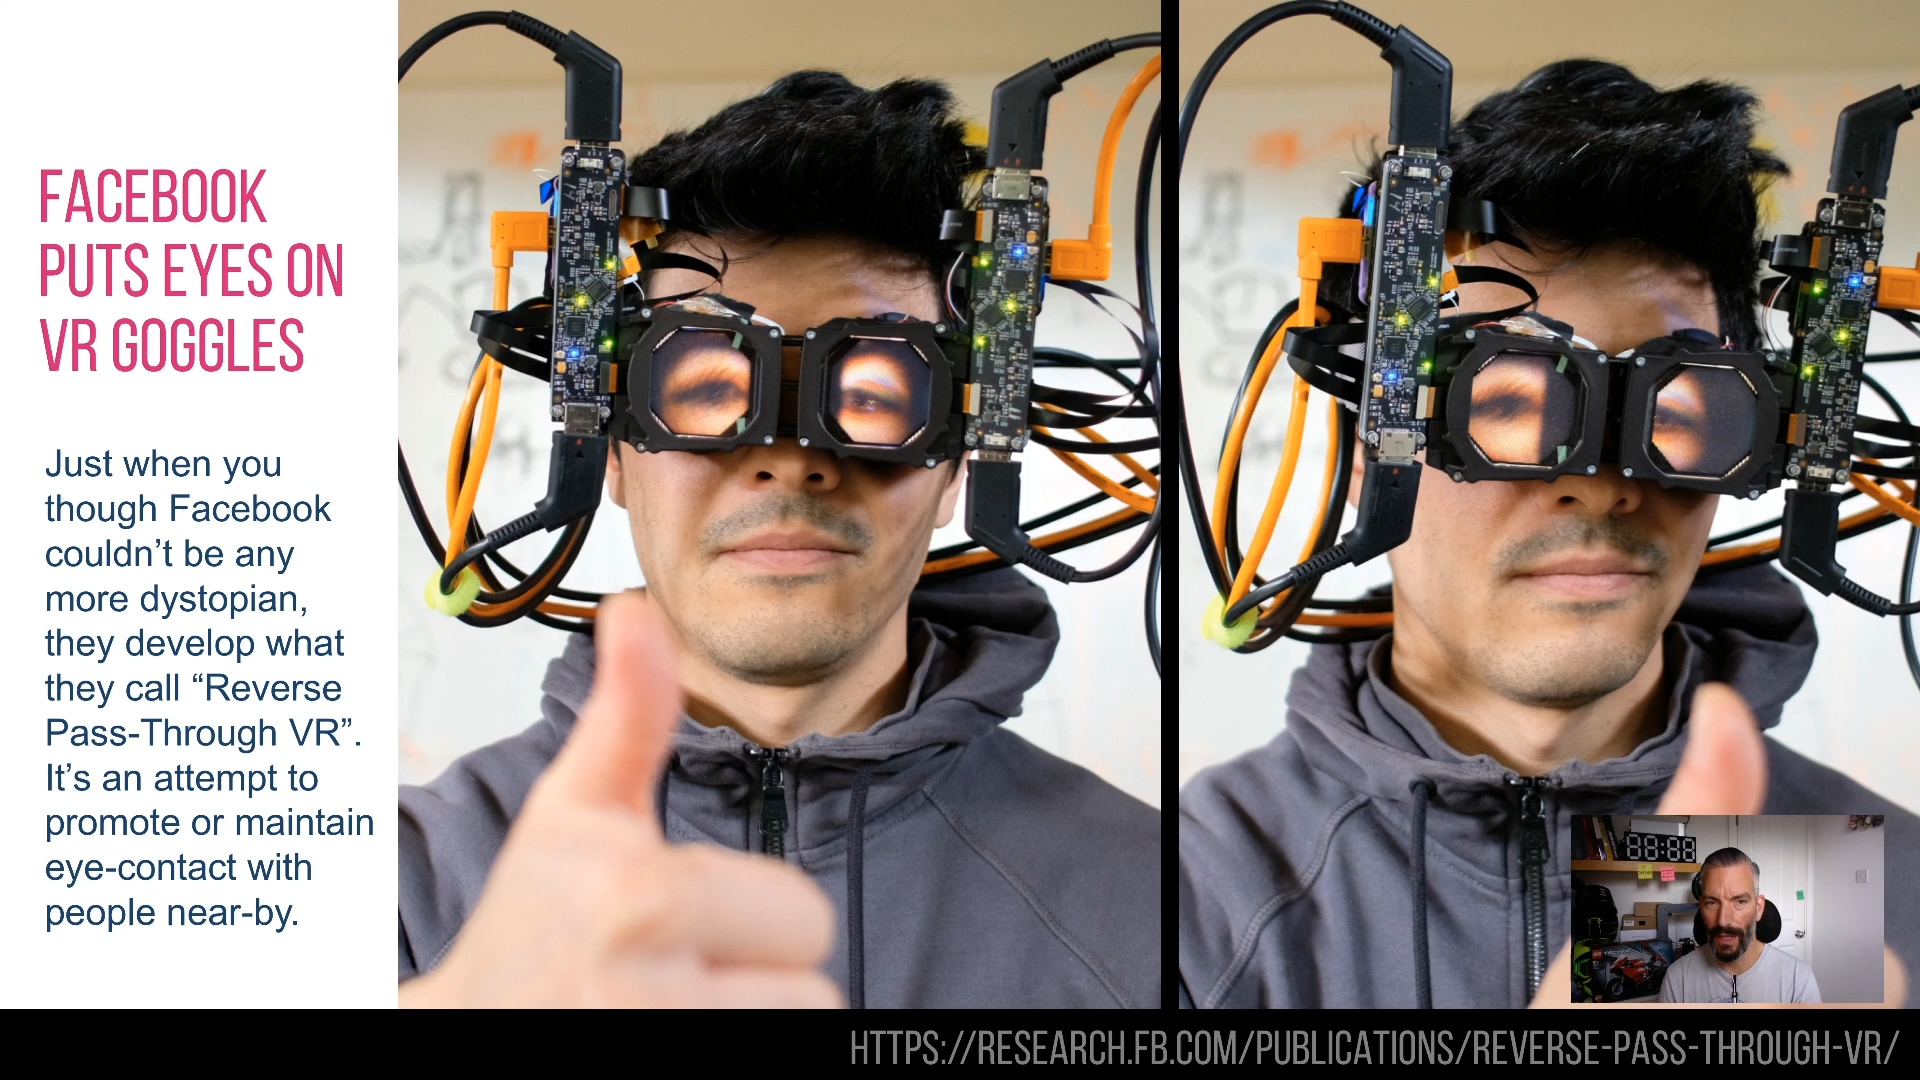 FACEBOOK
PUTS EYES ON
VR GOGGLES
Just when you
though Facebook
couldn’t be any
more dystopian,
they develop what
they call “Reverse
Pass-Through VR”.
It’s an attempt to
promote or maintain
eye-contact with
people near-by.
88:88
HTTPS://RESEARCH.FB.COM/PUBLICATIONS/REVERSE-PASS-THROUGH-VR/